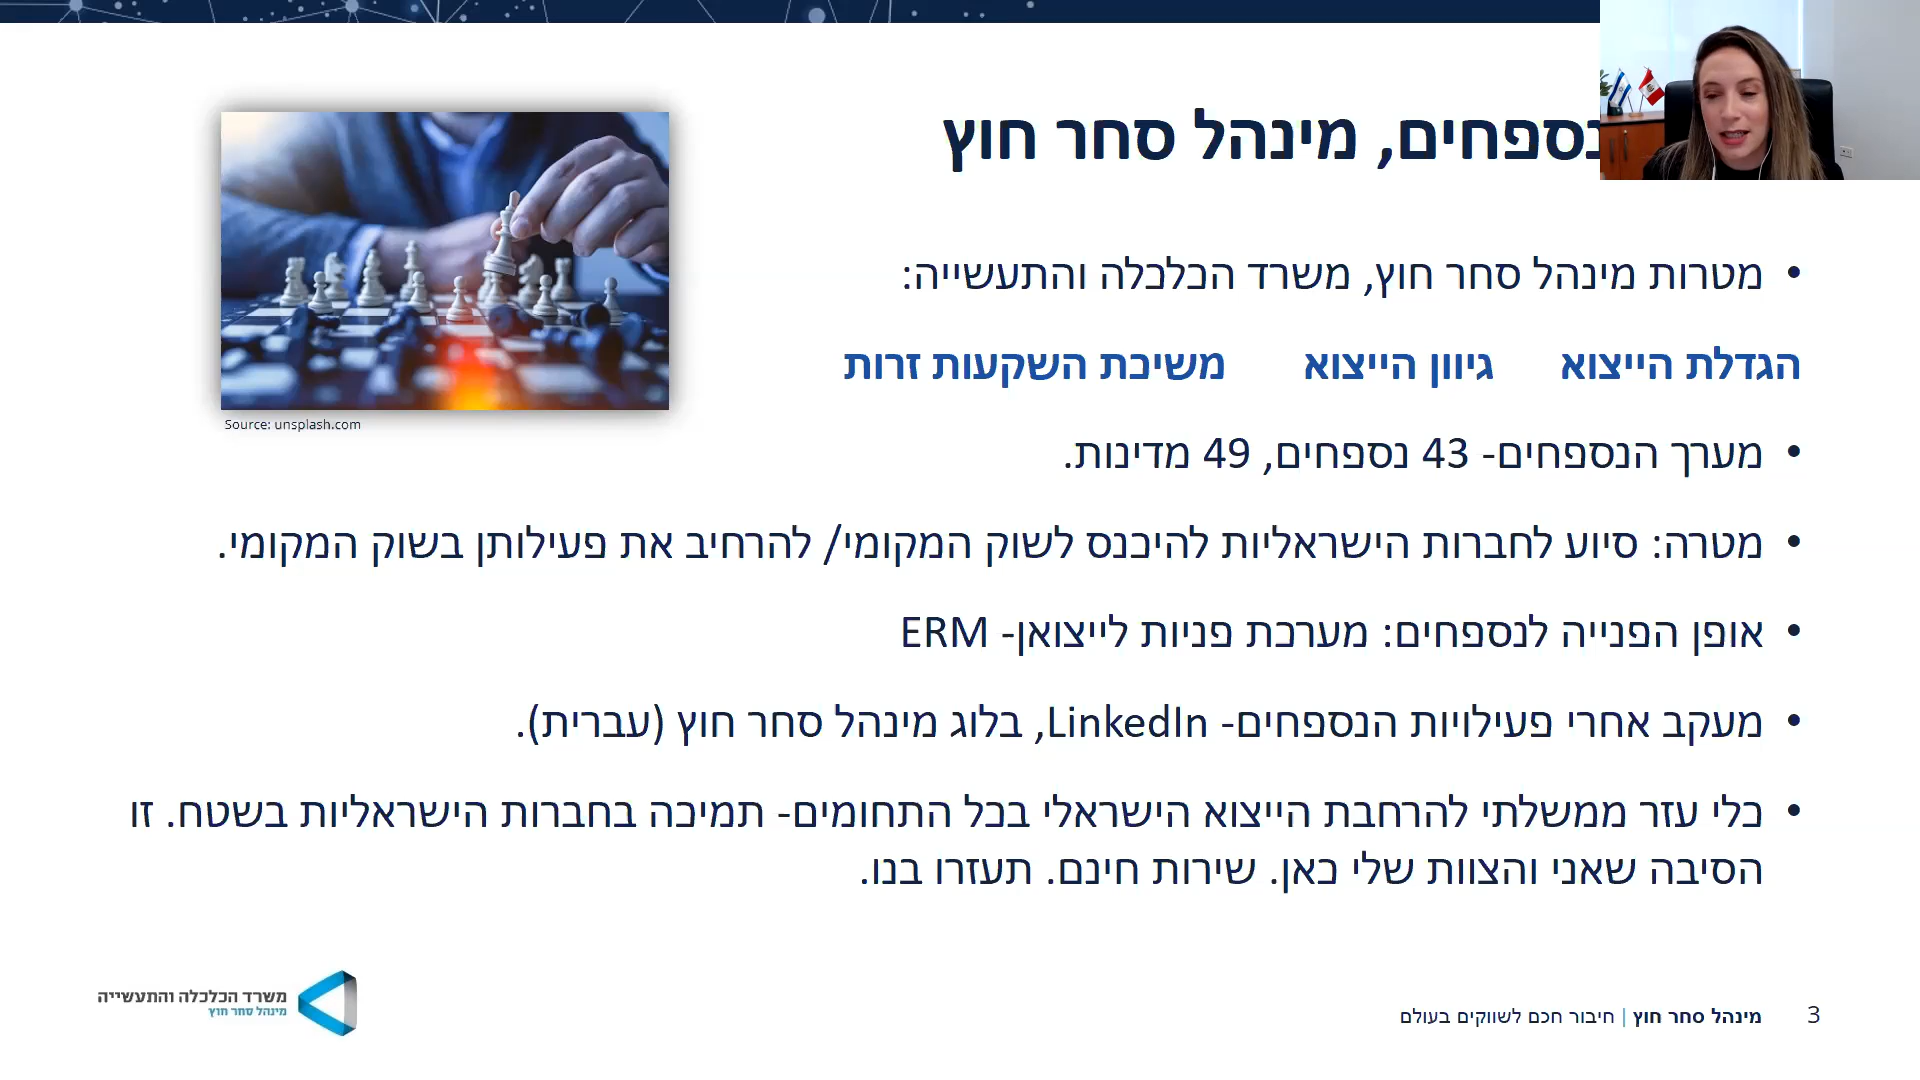 נספחים, מינהל סחר חוץ
• מטרות מינהל סחר חוץ, משרד הכלכלה והתעשייה:
הגדלת הייצוא גיוון הייצוא משיכת השקעות זרות
• מערך הנספחים- 43 נספחים, 49 מדינות.
• מטרה: סיוע לחברות הישראליות להיכנס לשוק המקומי/ להרחיב את פעילותן בשוק המקומי.
• אופן הפנייה לנספחים: מערכת פניות לייצואן- ERM
• מעקב אחרי פעילויות הנספחים- LinkedIn, בלוג מינהל סחר חוץ (עברית).
• כלי עזר ממשלתי להרחבת הייצוא הישראלי בכל התחומים- תמיכה בחברות הישראליות בשטח. זו
הסיבה שאני והצוות שלי כאן. שירות חינם. תעזרו בנו.
Source: unsplash.com
3
מינהל סחר חוץ | חיבור חכם לשווקים בעולם
משרד הכלכלה והתעשייה
מינהל סחר חוץ